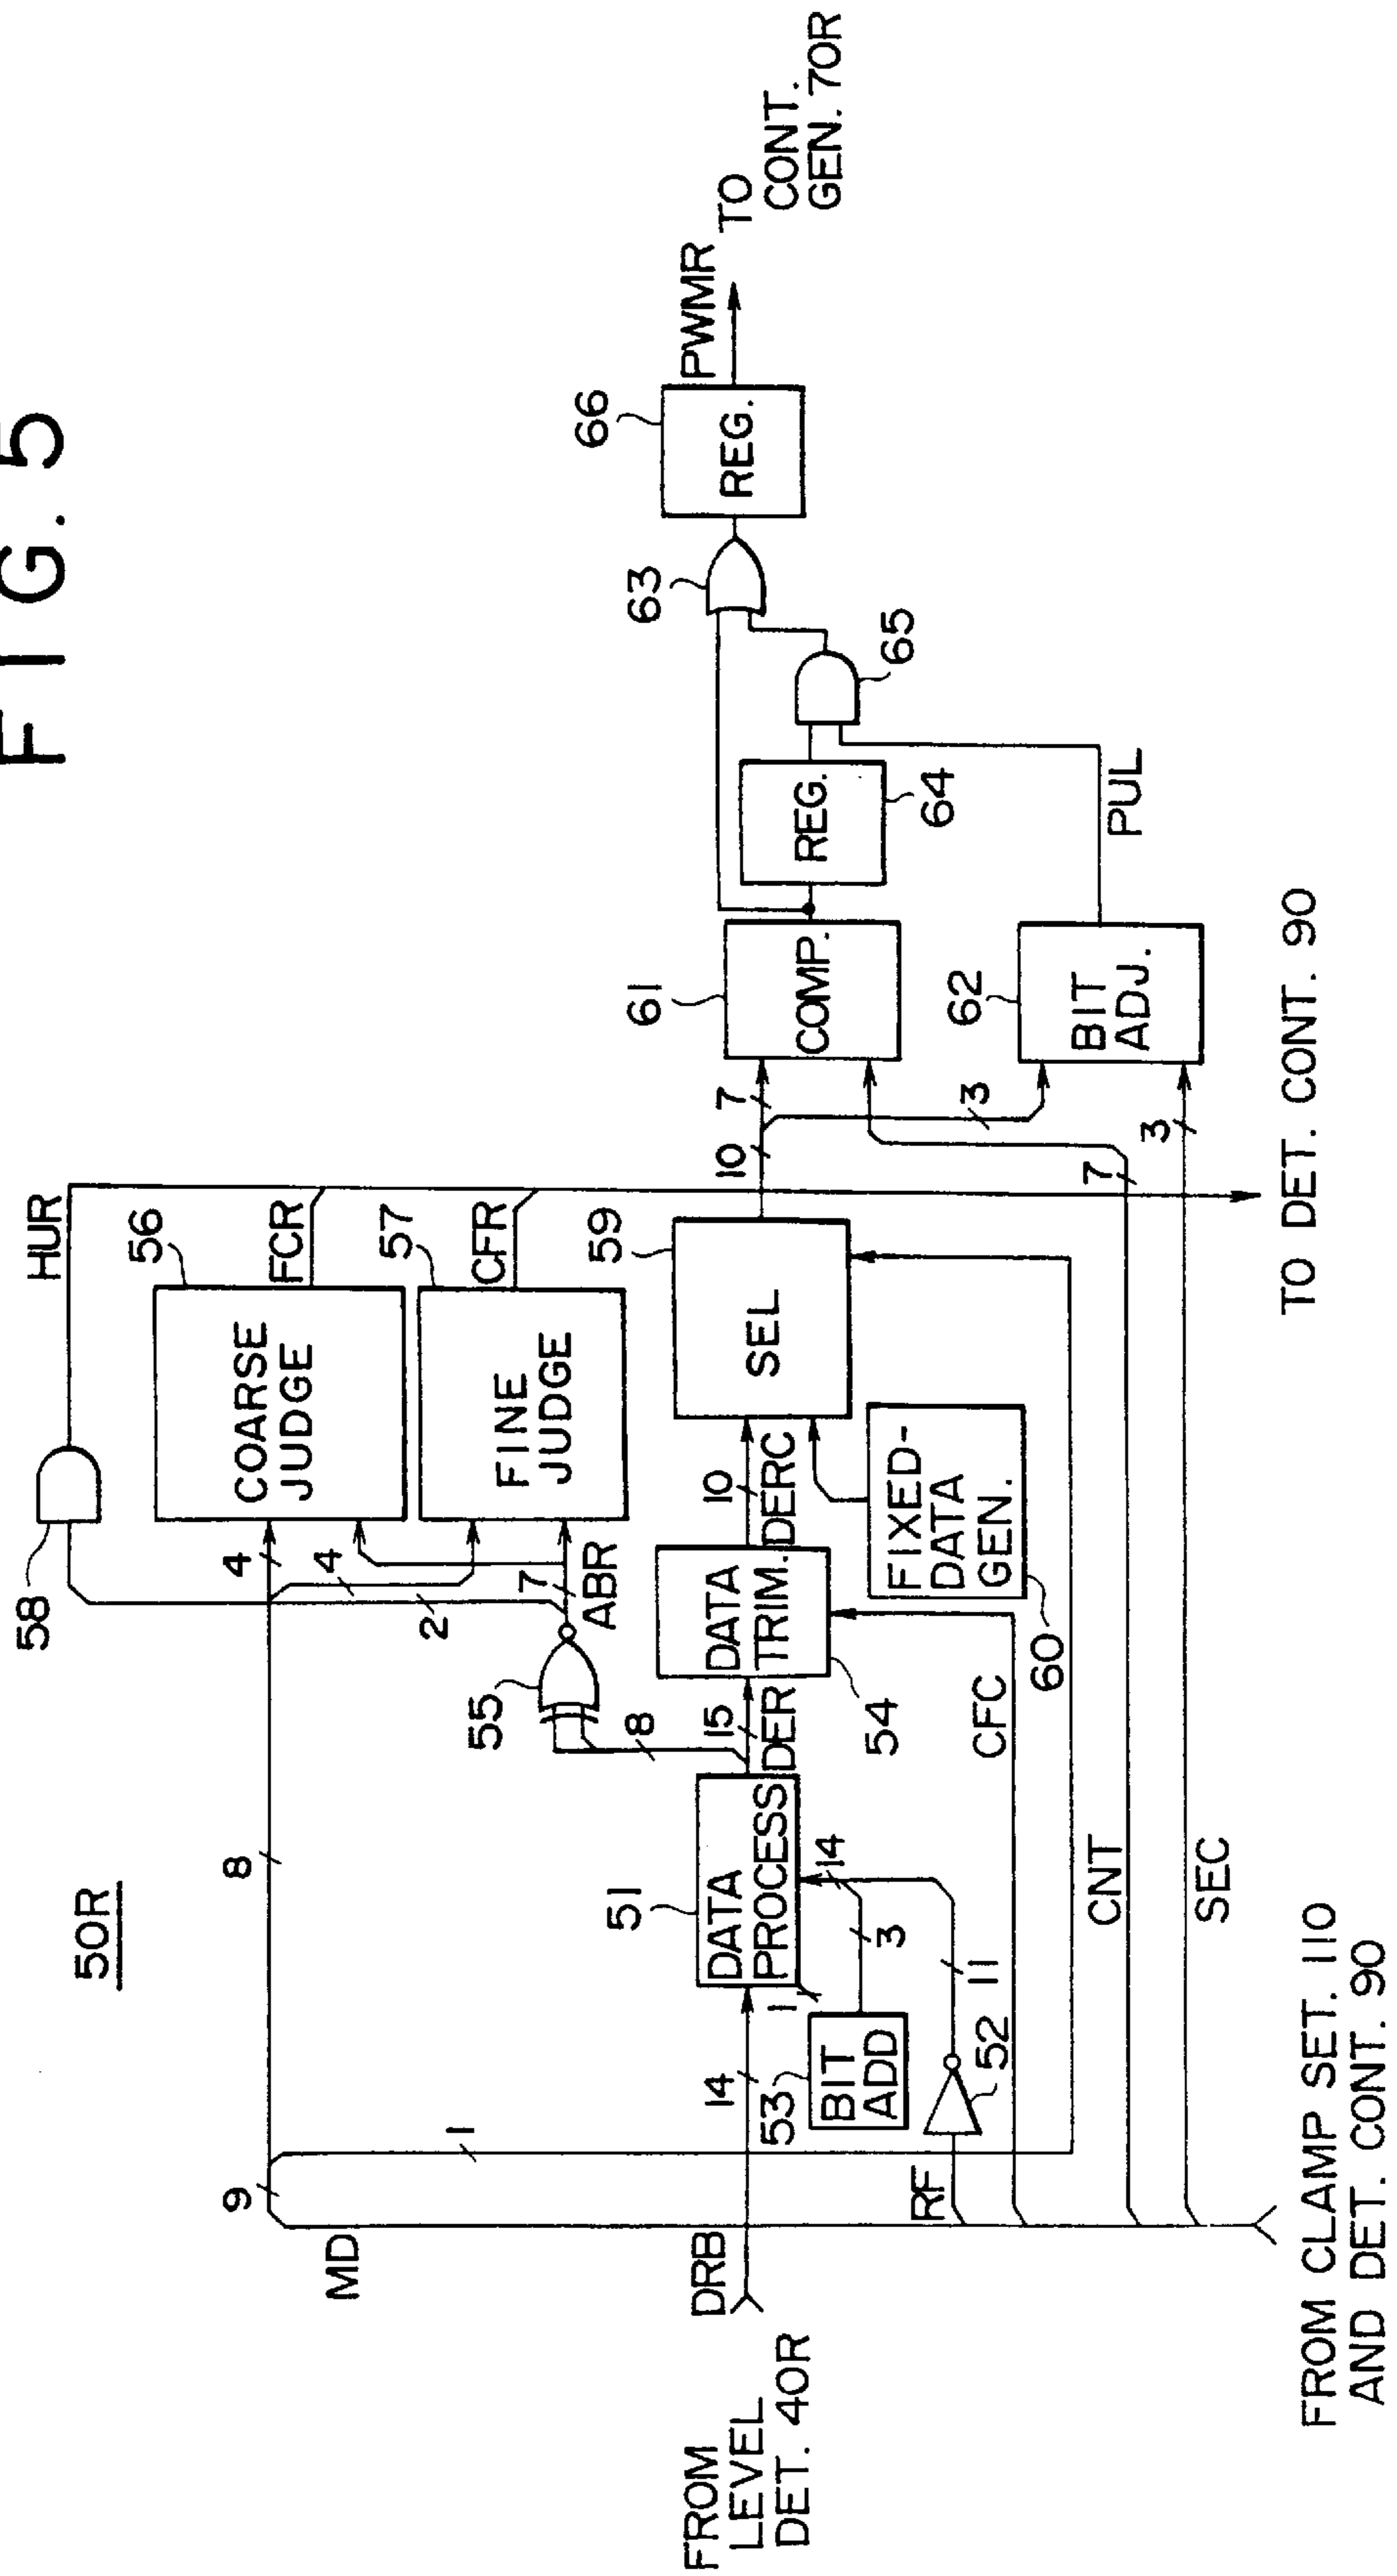 FIG. 5
50R
HUR
58
COARSE
JUDGE
56
FCR
FINE
JUDGE
57
CFR
9
8
4
4
2
7
ABR
MD
1
55
8
FROM
LEVEL
DET. 40R
DRB
14
DATA
PROCESS
51
15
DER
DATA
TRIM.
54
10
DERC
SEL
59
10
7
COMP.
61
REG.
64
65
63
REG.
66
PWMR
TO
CONT.
GEN. 70R
1
BIT
ADD
53
3
14
11
RF
52
FIXED-
DATA
GEN.
60
CFC
CNT
7
SEC
3
3
BIT
ADJ.
62
PUL
FROM CLAMP SET. 110
AND DET. CONT. 90
TO DET. CONT. 90